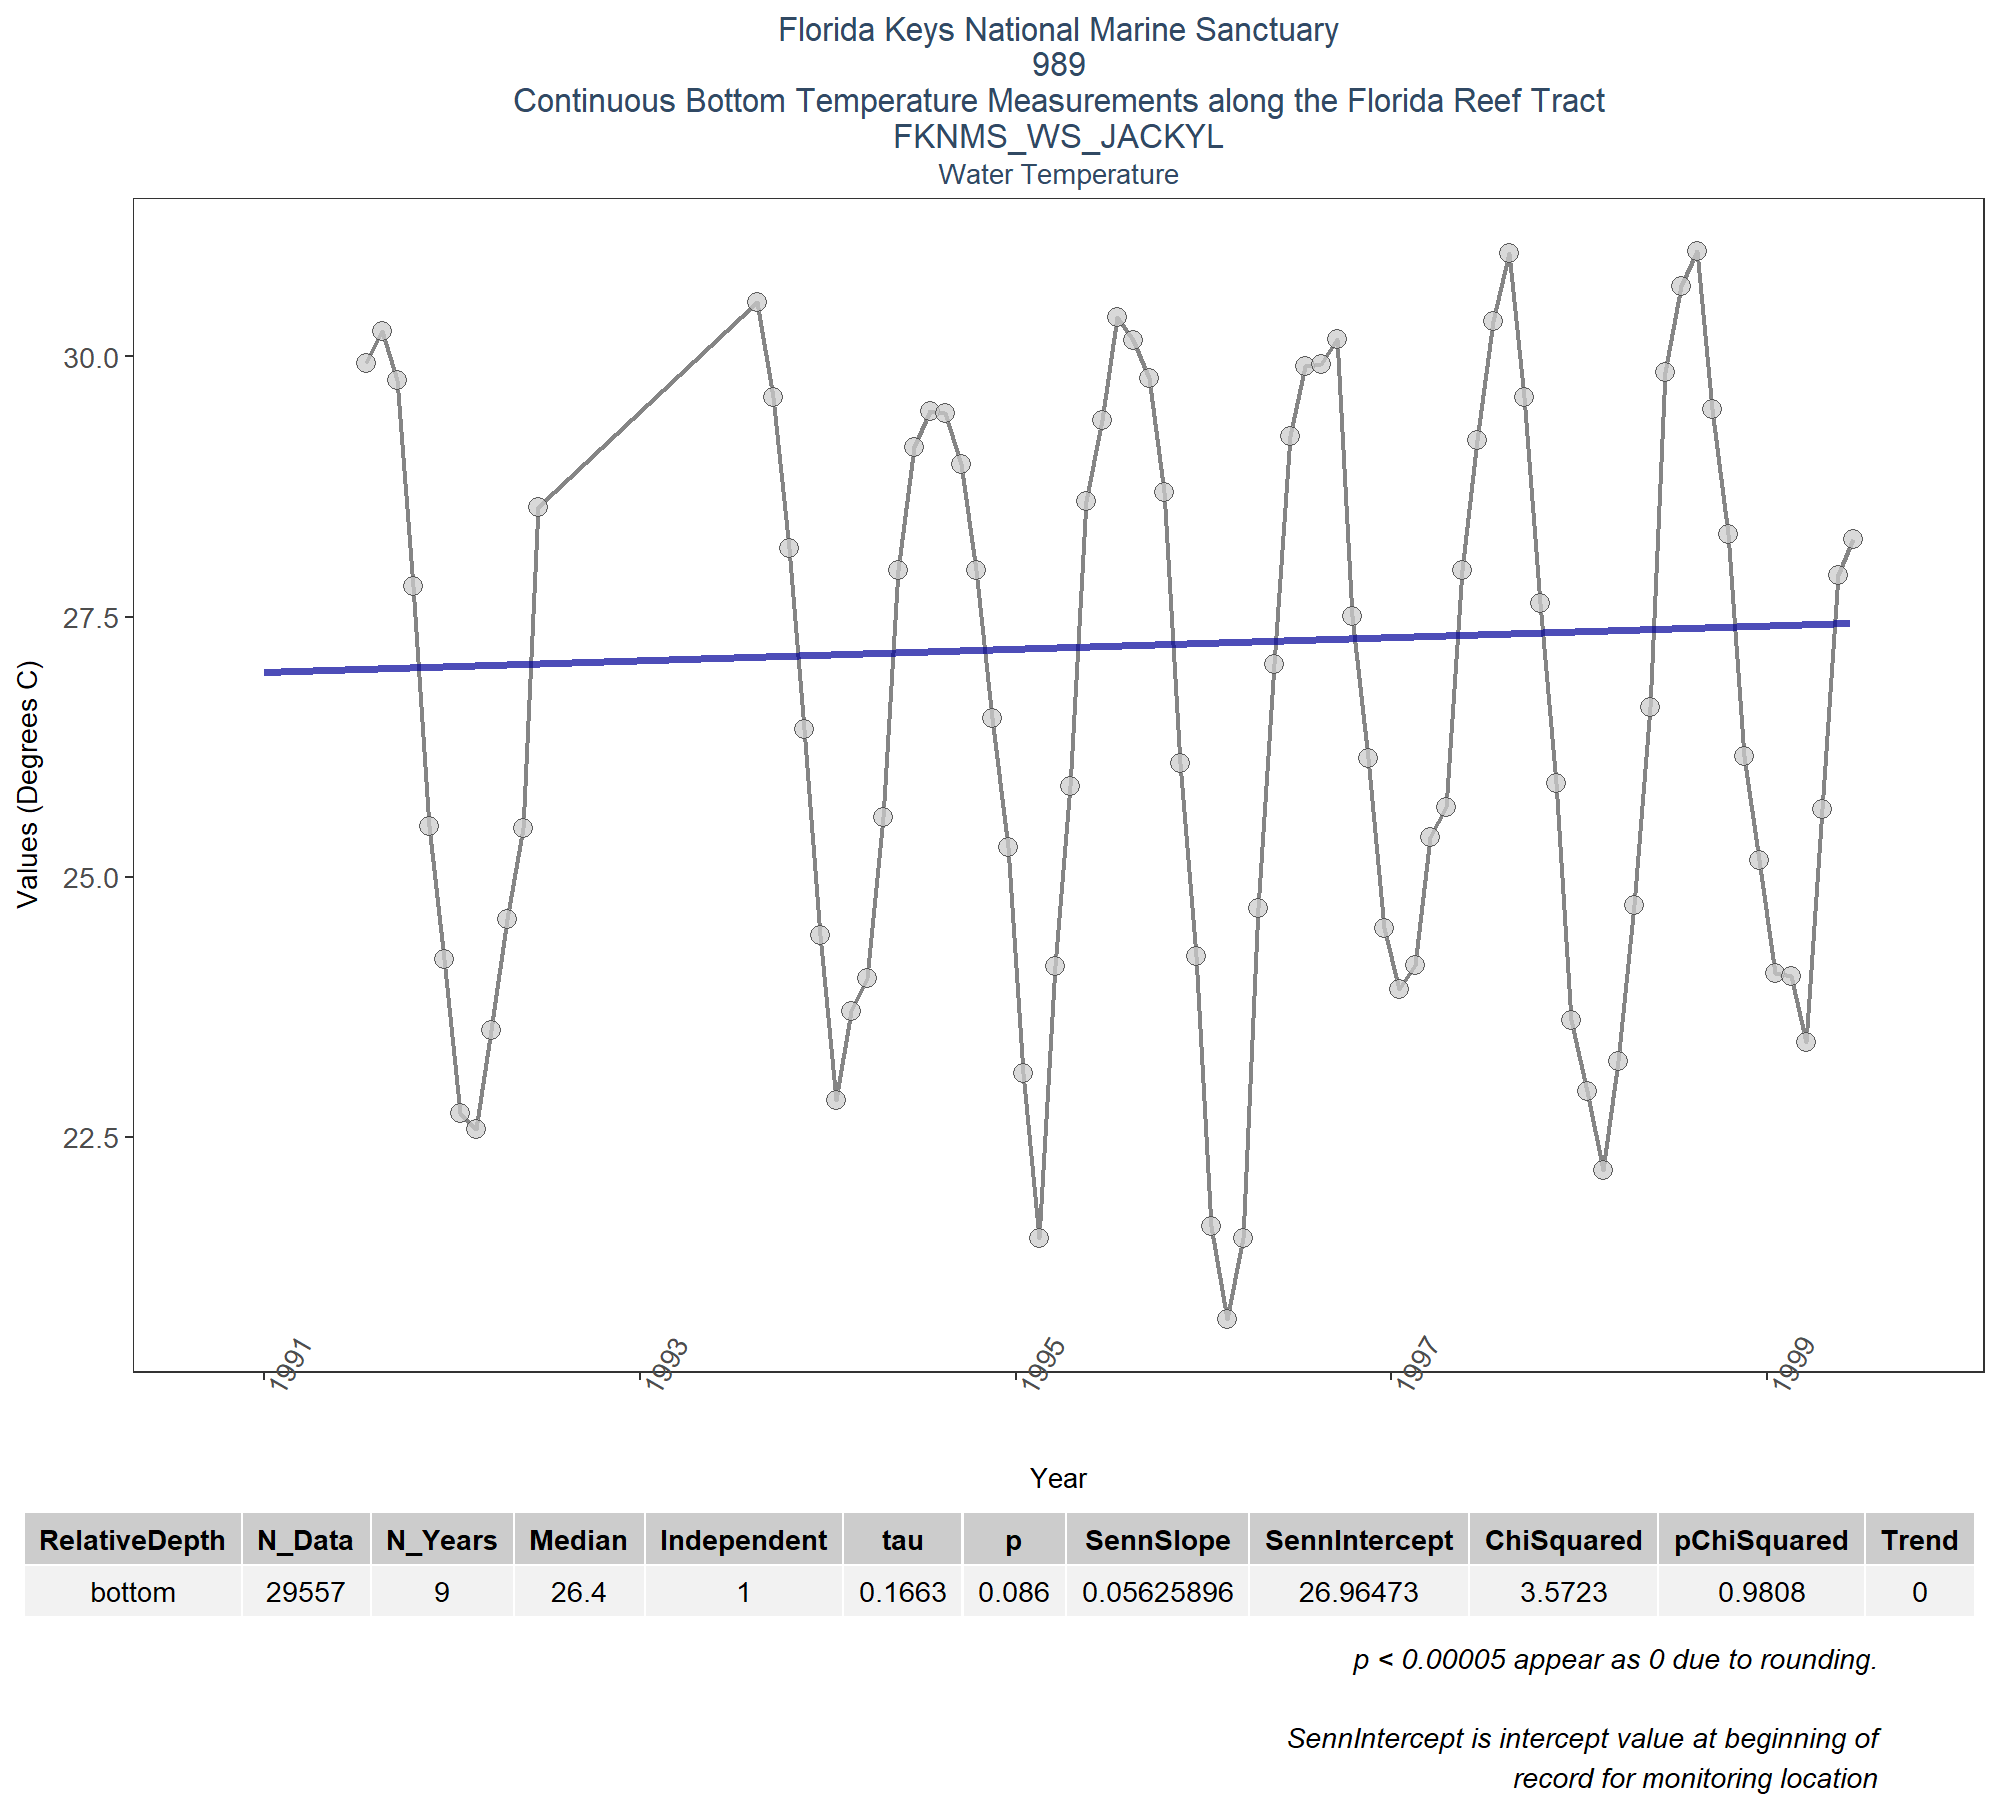 Florida Keys National Marine Sanctuary
989
Continuous Bottom Temperature Measurements along the Florida Reef Tract
FKNMS_WS_JACKYL
Water Temperature
30.0
27.5
25.0
22.5
Values (Degrees C)
1991 1993 1995 1997 1999
Year
RelativeDepth N_Data N_Years Median Independent tau p SennSlope SennIntercept ChiSquared pChiSquared Trend
bottom 29557 9 26.4 1 0.1663 0.086 0.05625896 26.96473 3.5723 0.9808 0
p < 0.00005 appear as 0 due to rounding.
SennIntercept is intercept value at beginning of
record for monitoring location